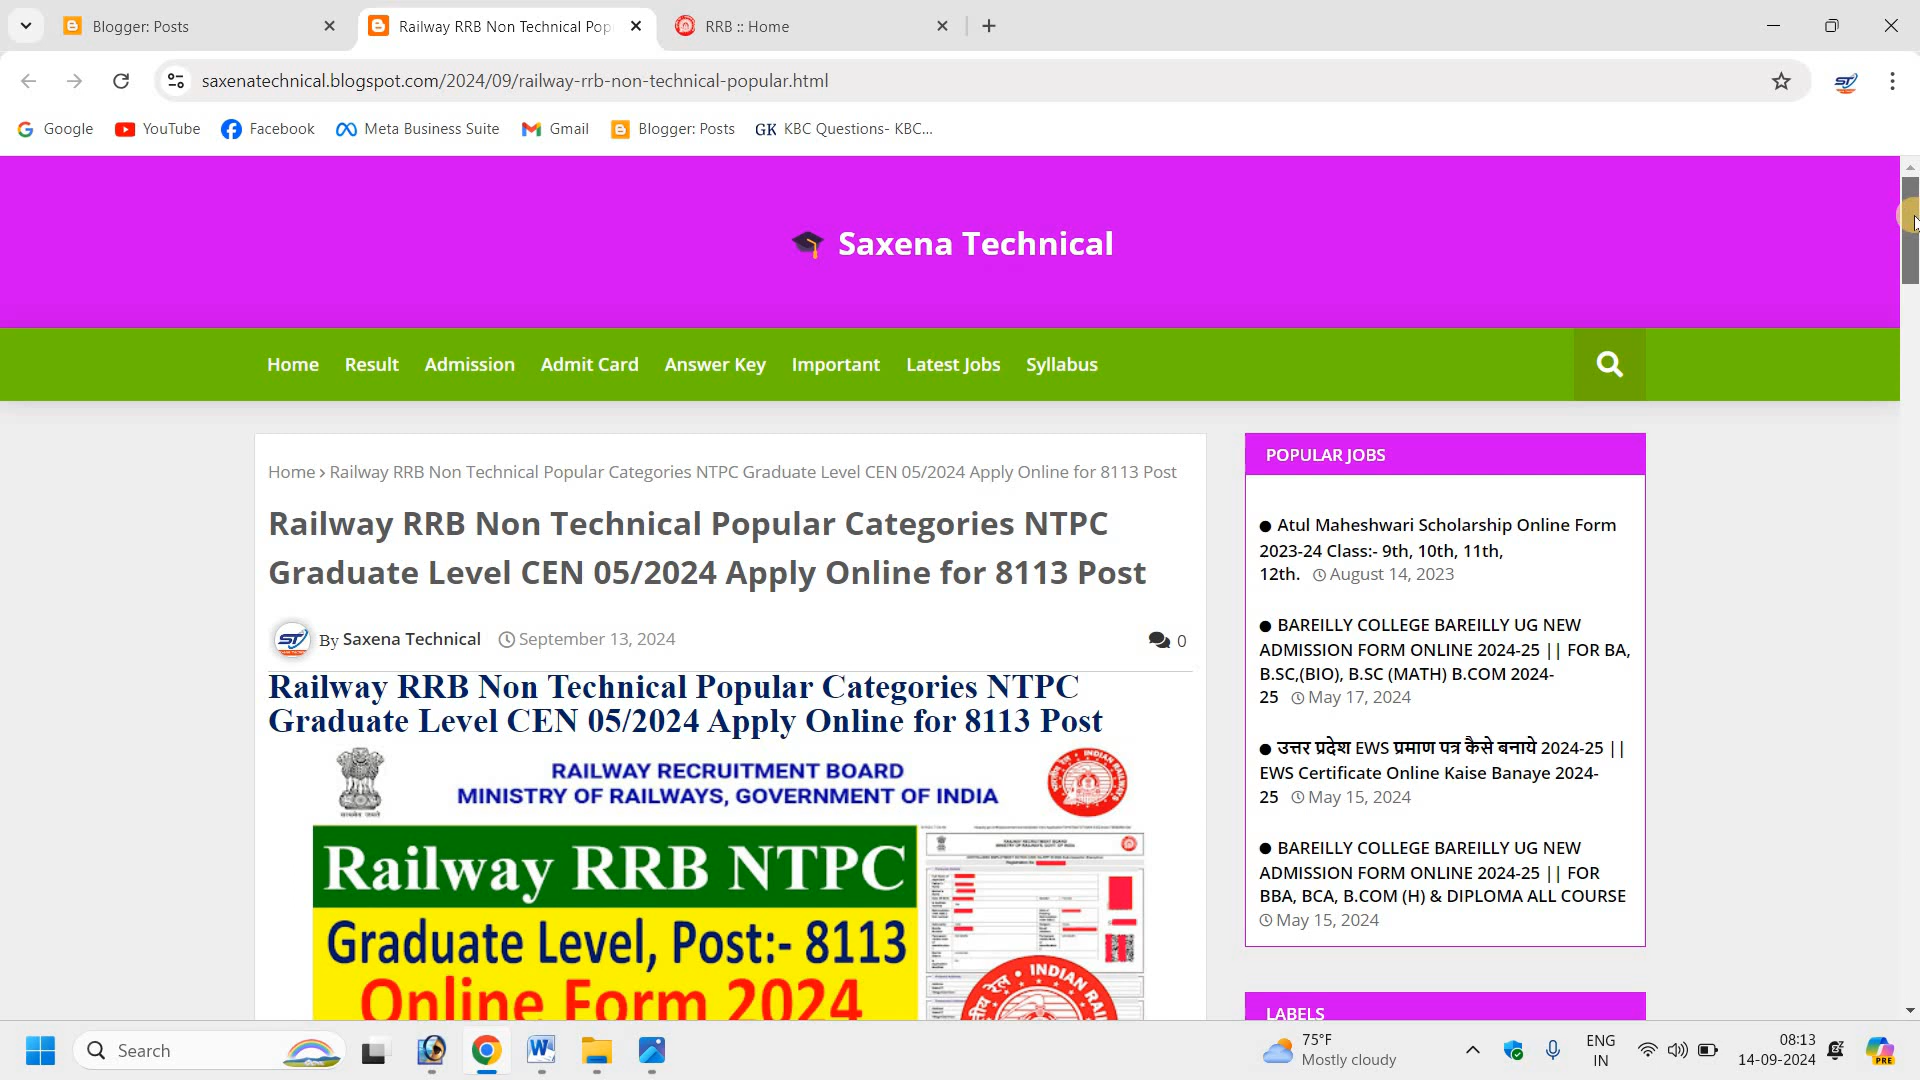 Blogger: Posts
Railway RRB Non Technical Pop
RRB :: Home
saxenatechnical.blogspot.com/2024/09/railway-rrb-non-technical-popular.html
Google YouTube Facebook Meta Business Suite Gmail Blogger: Posts GK KBC Questions- KBC...
Saxena Technical
Home Result Admission Admit Card Answer Key Important Latest Jobs Syllabus
Home › Railway RRB Non Technical Popular Categories NTPC Graduate Level CEN 05/2024 Apply Online for 8113 Post
Railway RRB Non Technical Popular Categories NTPC
Graduate Level CEN 05/2024 Apply Online for 8113 Post
ST By Saxena Technical September 13, 2024 0
Railway RRB Non Technical Popular Categories NTPC
Graduate Level CEN 05/2024 Apply Online for 8113 Post
सत्यमेव जयते
RAILWAY RECRUITMENT BOARD
MINISTRY OF RAILWAYS, GOVERNMENT OF INDIA
INDIAN RAILWAYS
Railway RRB NTPC
Graduate Level, Post:- 8113
Online Form 2024
भारतीय रेल • INDIAN RAILWAYS
POPULAR JOBS
● Atul Maheshwari Scholarship Online Form
2023-24 Class:- 9th, 10th, 11th,
12th. August 14, 2023
● BAREILLY COLLEGE BAREILLY UG NEW
ADMISSION FORM ONLINE 2024-25 || FOR BA,
B.SC,(BIO), B.SC (MATH) B.COM 2024-
25 May 17, 2024
● उत्तर प्रदेश EWS प्रमाण पत्र कैसे बनाये 2024-25 ||
EWS Certificate Online Kaise Banaye 2024-
25 May 15, 2024
● BAREILLY COLLEGE BAREILLY UG NEW
ADMISSION FORM ONLINE 2024-25 || FOR
BBA, BCA, B.COM (H) & DIPLOMA ALL COURSE
May 15, 2024
LABELS
Search
75°F
Mostly cloudy
ENG
IN
08:13
14-09-2024
PRE